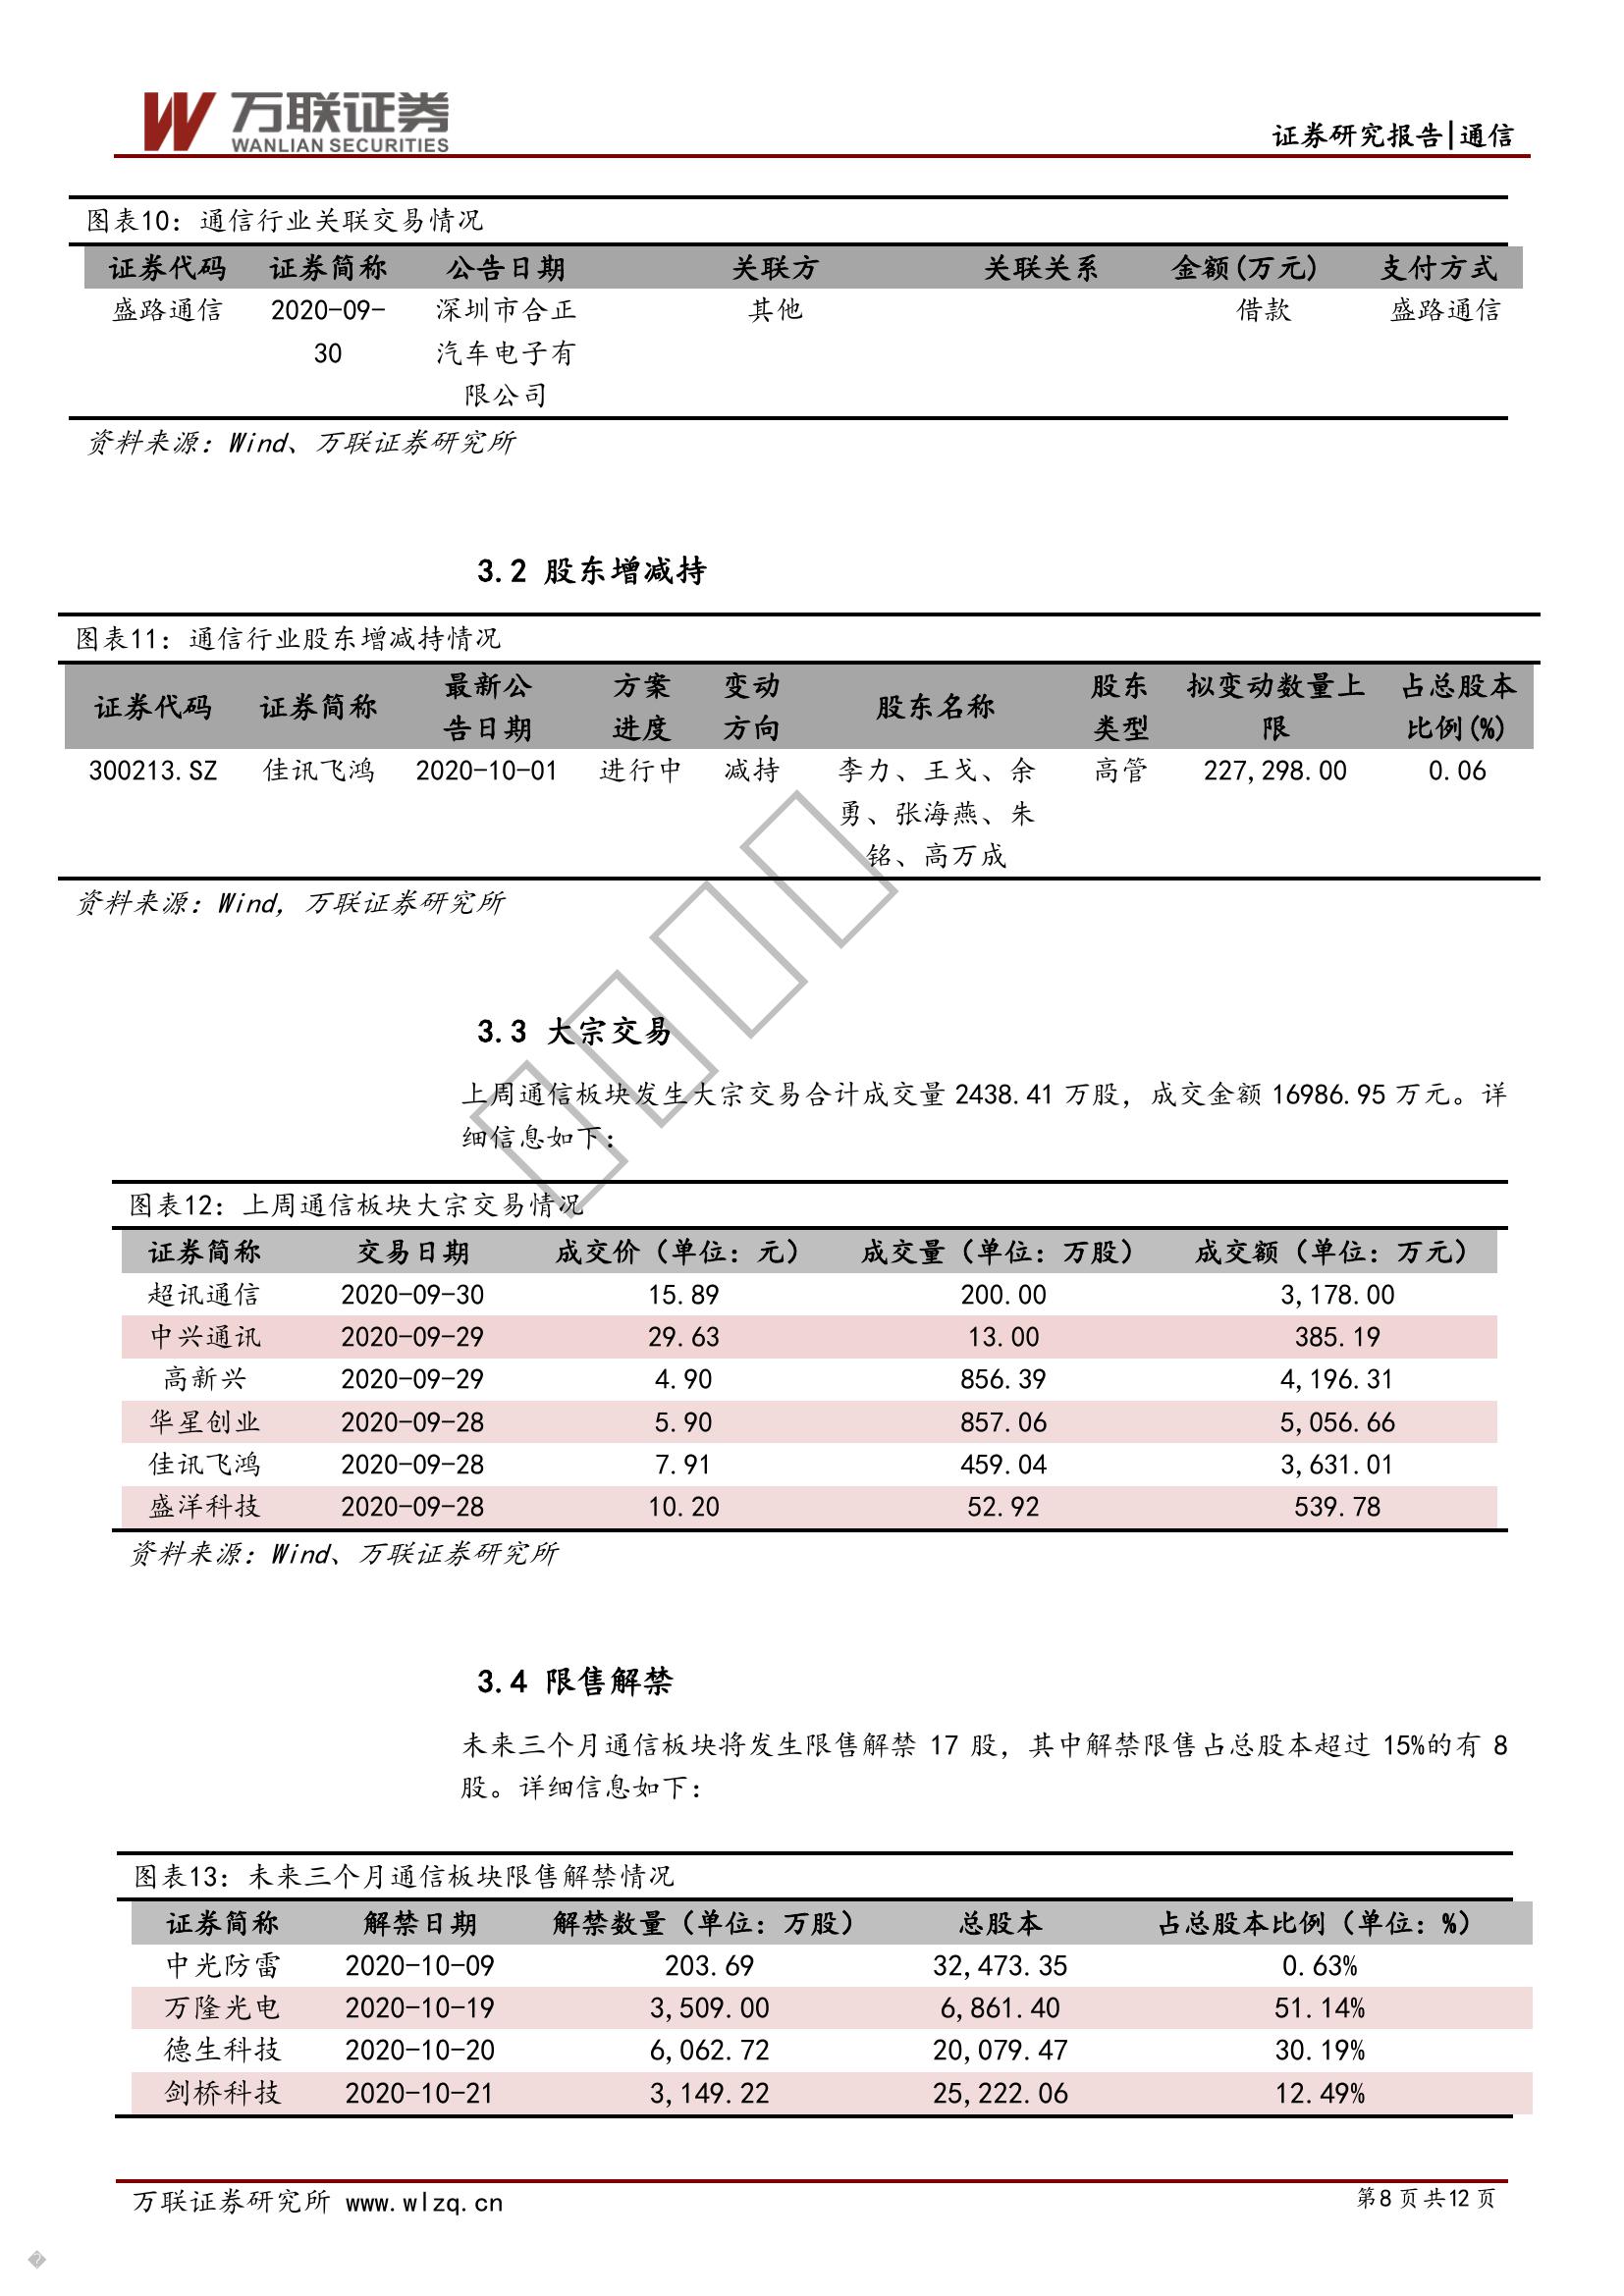 万联证券
WANLIAN SECURITIES
证券研究报告|通信
图表10：通信行业关联交易情况
证券代码 证券简称 公告日期 关联方 关联关系 金额(万元) 支付方式
盛路通信 2020-09- 深圳市合正 其他 借款 盛路通信
30 汽车电子有
限公司
资料来源：Wind、万联证券研究所
3.2 股东增减持
图表11：通信行业股东增减持情况
最新公 方案 变动 股东 拟变动数量上 占总股本
证券代码 证券简称 股东名称
告日期 进度 方向 类型 限 比例(%)
300213.SZ 佳讯飞鸿 2020-10-01 进行中 减持 李力、王戈、余 高管 227,298.00 0.06
勇、张海燕、朱
铭、高万成
资料来源：Wind，万联证券研究所
3.3 大宗交易
上周通信板块发生大宗交易合计成交量 2438.41 万股，成交金额 16986.95 万元。详
细信息如下：
图表12：上周通信板块大宗交易情况
证券简称 交易日期 成交价（单位：元） 成交量（单位：万股） 成交额（单位：万元）
超讯通信 2020-09-30 15.89 200.00 3,178.00
中兴通讯 2020-09-29 29.63 13.00 385.19
高新兴 2020-09-29 4.90 856.39 4,196.31
华星创业 2020-09-28 5.90 857.06 5,056.66
佳讯飞鸿 2020-09-28 7.91 459.04 3,631.01
盛洋科技 2020-09-28 10.20 52.92 539.78
资料来源：Wind、万联证券研究所
3.4 限售解禁
未来三个月通信板块将发生限售解禁 17 股，其中解禁限售占总股本超过 15%的有 8
股。详细信息如下：
图表13：未来三个月通信板块限售解禁情况
证券简称 解禁日期 解禁数量（单位：万股） 总股本 占总股本比例（单位：%）
中光防雷 2020-10-09 203.69 32,473.35 0.63%
万隆光电 2020-10-19 3,509.00 6,861.40 51.14%
德生科技 2020-10-20 6,062.72 20,079.47 30.19%
剑桥科技 2020-10-21 3,149.22 25,222.06 12.49%
万联证券研究所 www.wlzq.cn 第8页共12页